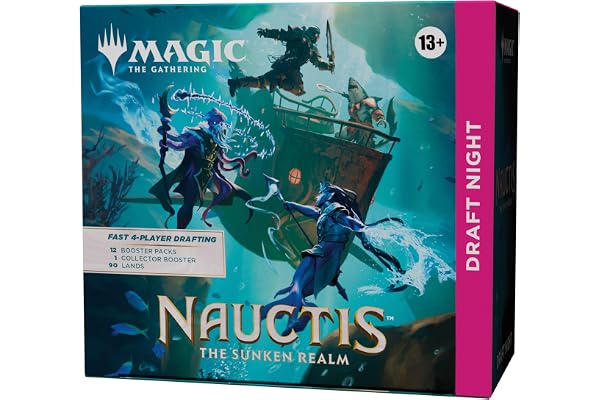 MAGIC
THE GATHERING
13+
FAST 4-PLAYER DRAFTING
12 BOOSTER PACKS
1 COLLECTOR BOOSTER
90 LANDS
NAUCTIS™
THE SUNKEN REALM
DRAFT NIGHT